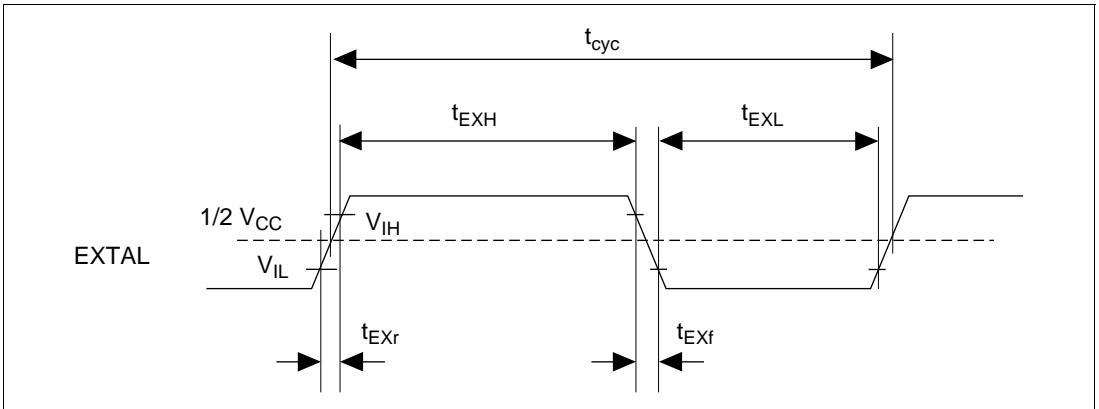 tcyc
tEXH
tEXL
1/2 VCC
VIH
EXTAL
VIL
tEXr
tEXf